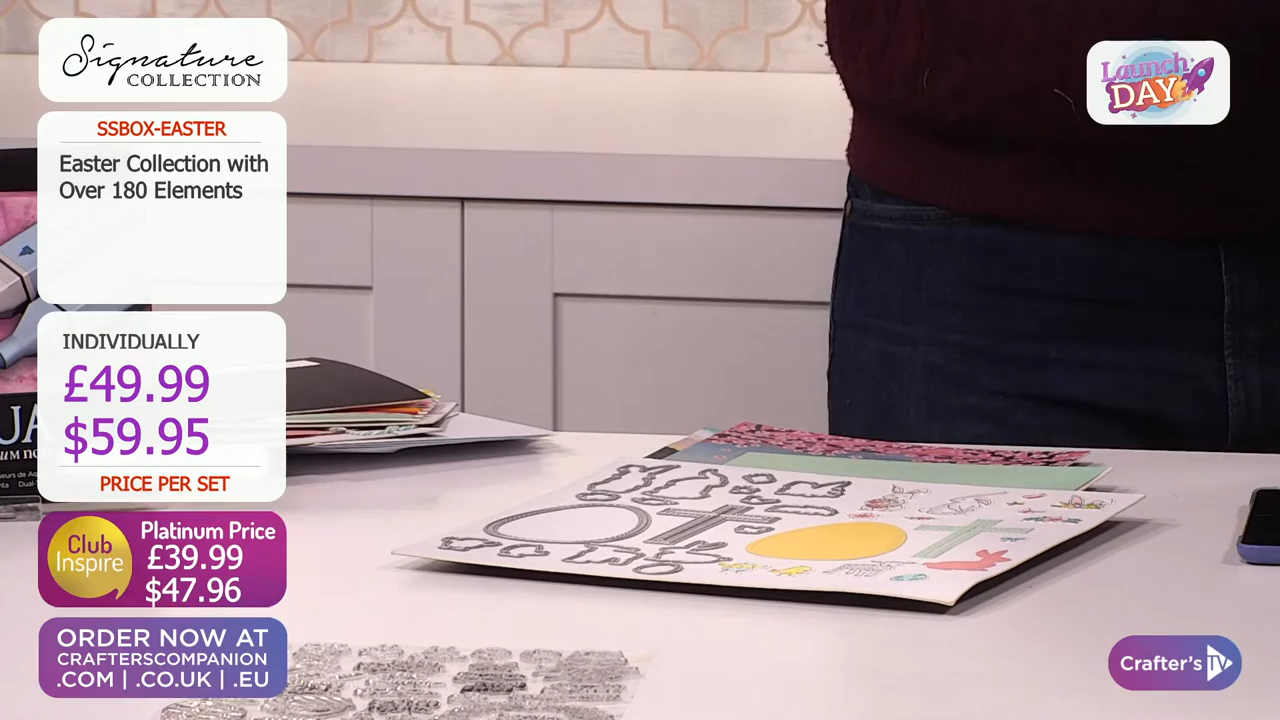 Signature
COLLECTION
SSBOX-EASTER
Easter Collection with
Over 180 Elements
INDIVIDUALLY
£49.99
$59.95
PRICE PER SET
Club
Inspire
Platinum Price
£39.99
$47.96
ORDER NOW AT
CRAFTERSCOMPANION
.COM | .CO.UK | .EU
Launch
DAY
Crafter's TV